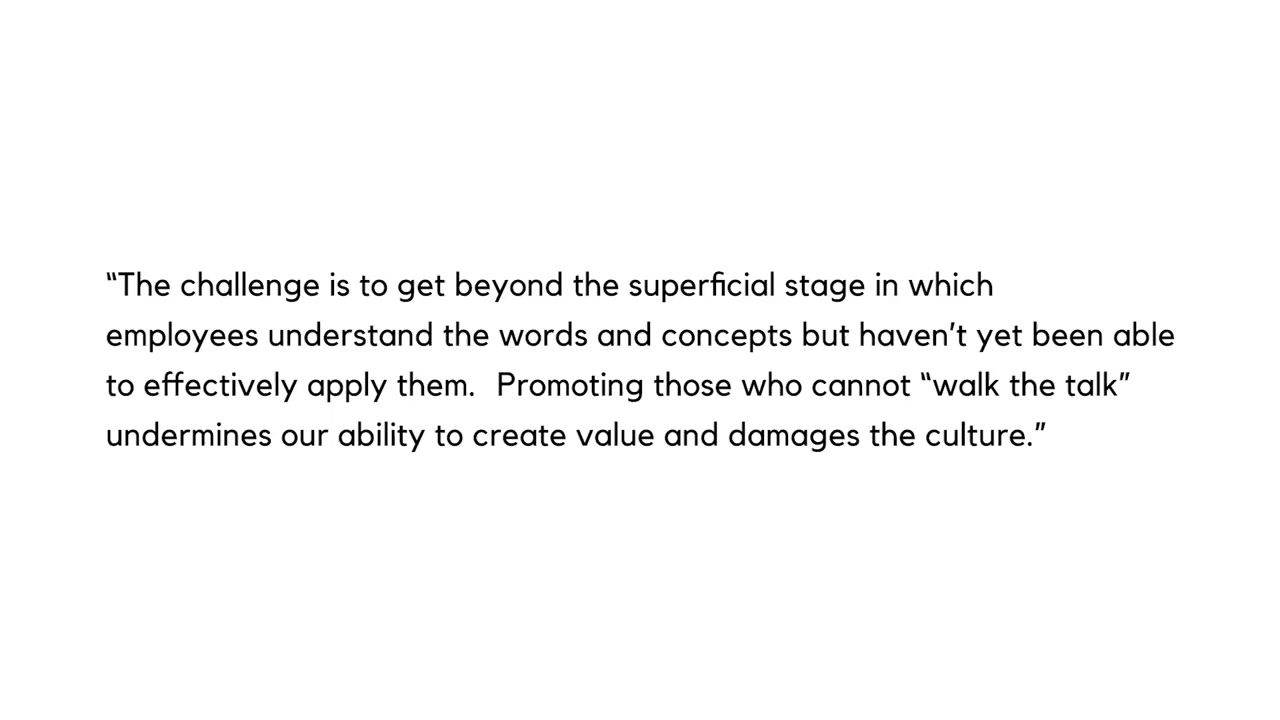 “The challenge is to get beyond the superficial stage in which
employees understand the words and concepts but haven’t yet been able
to effectively apply them.  Promoting those who cannot “walk the talk”
undermines our ability to create value and damages the culture.”